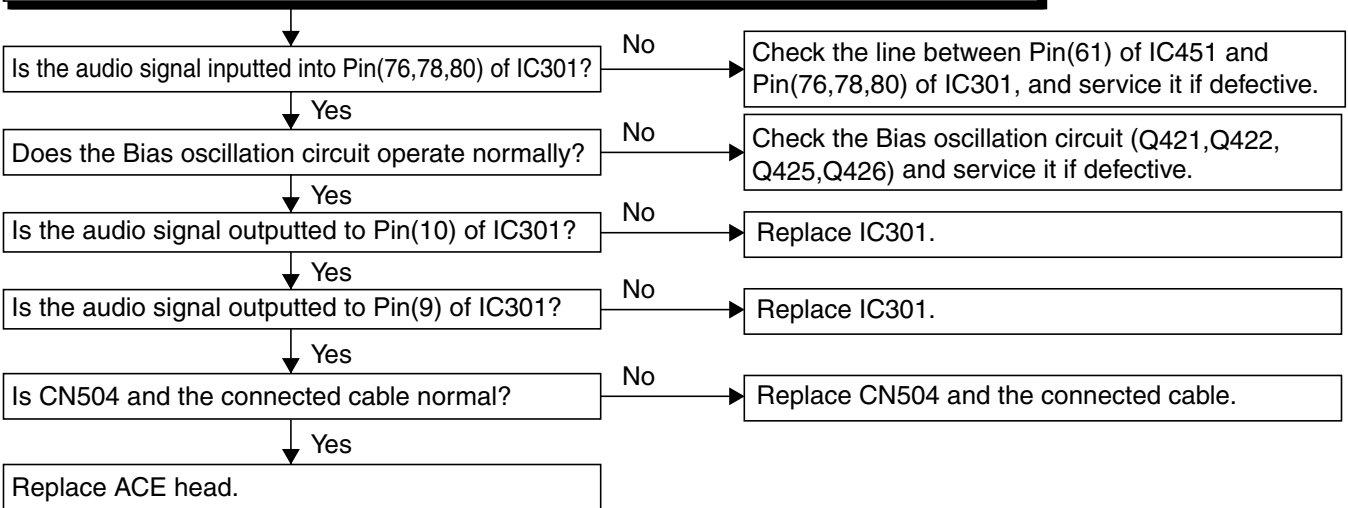 Is the audio signal inputted into Pin(76,78,80) of IC301?
No
Check the line between Pin(61) of IC451 and
Pin(76,78,80) of IC301, and service it if defective.
Yes
Does the Bias oscillation circuit operate normally?
No
Check the Bias oscillation circuit (Q421,Q422,
Q425,Q426) and service it if defective.
Yes
Is the audio signal outputted to Pin(10) of IC301?
No
Replace IC301.
Yes
Is the audio signal outputted to Pin(9) of IC301?
No
Replace IC301.
Yes
Is CN504 and the connected cable normal?
No
Replace CN504 and the connected cable.
Yes
Replace ACE head.